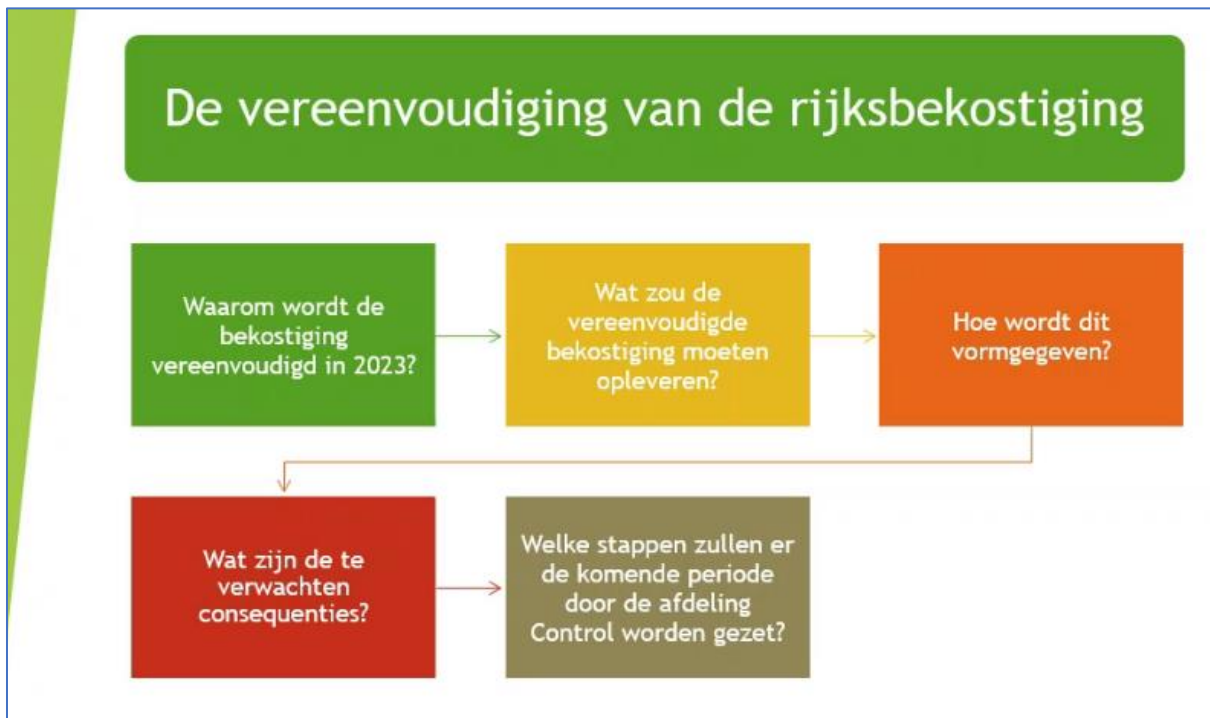 De vereenvoudiging van de rijksbekostiging
Waarom wordt de
bekostiging
vereenvoudigd in 2023?
Wat zou de
vereenvoudigde
bekostiging moeten
opleveren?
Hoe wordt dit
vormgegeven?
Wat zijn de te
verwachten
consequenties?
Welke stappen zullen er
de komende periode
door de afdeling
Control worden gezet?